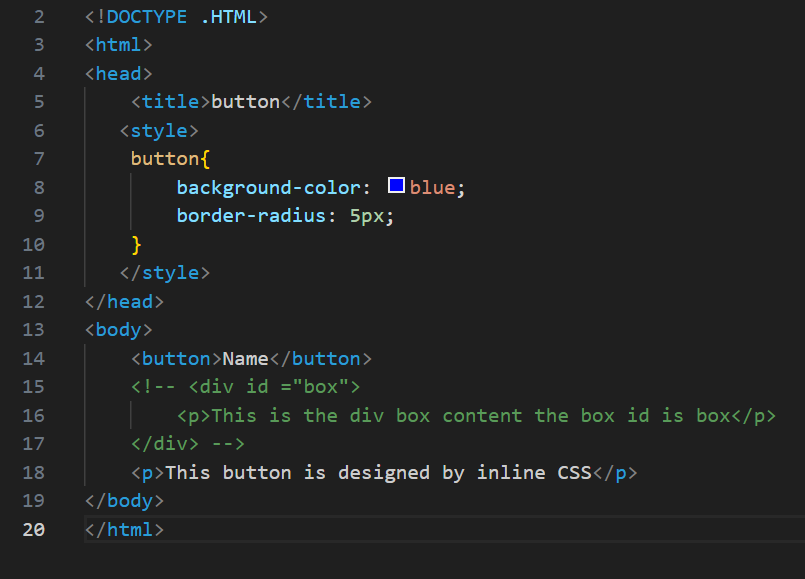 2 <!DOCTYPE .HTML>
3 <html>
4 <head>
5     <title>button</title>
6    <style>
7     button{
8         background-color: blue;
9         border-radius: 5px;
10     }
11    </style>
12 </head>
13 <body>
14     <button>Name</button>
15     <!-- <div id ="box">
16         <p>This is the div box content the box id is box</p>
17     </div> -->
18     <p>This button is designed by inline CSS</p>
19 </body>
20 </html>